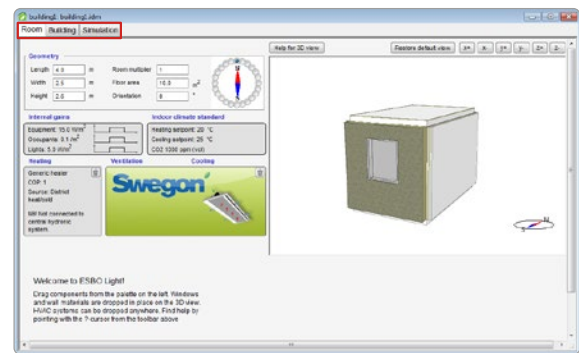 building1: building1.idm
Room Building Simulation
Help for 3D view
Restore default view
x+ x- y+ y- z+ z-
Geometry
Length 4.0 m Room multiplier 1
Width 2.5 m Floor area 10.0 m2
Height 2.6 m Orientation 0 °
N
Internal gains
Indoor climate standard
Equipment: 15.0 W/m2
Occupants: 0.1 /m2
Lights: 5.0 W/m2
Heating setpoint: 20 °C
Cooling setpoint: 25 °C
CO2 1000 ppm (vol)
Heating Ventilation Cooling
Generic heater
COP: 1
Source: District
heat/cold
NB! Not connected to
central hydronic
system.
Swegon
N
S
Welcome to ESBO Light!
Drag components from the palette on the left. Windows
and wall materials are dropped in place on the 3D view.
HVAC systems can be dropped anywhere. Find help by
pointing with the ?-cursor from the toolbar above